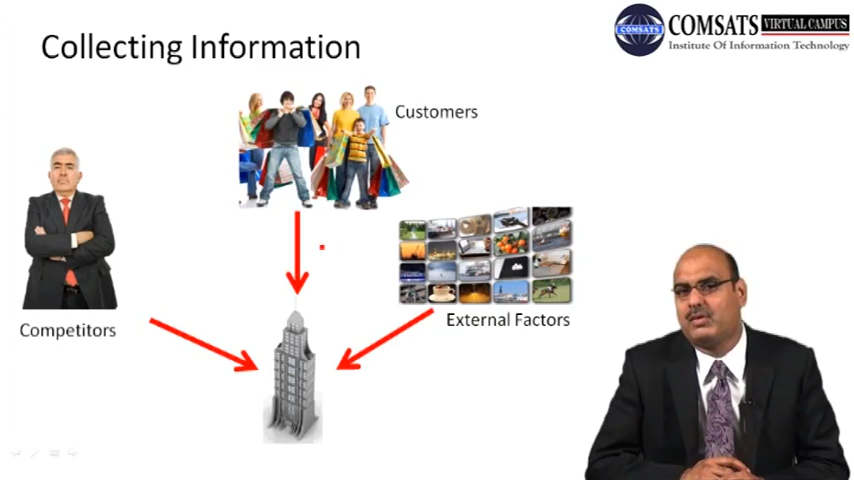 Collecting Information
COMSATS
COMSATS VIRTUAL CAMPUS
Institute Of Information Technology
Customers
Competitors
External Factors